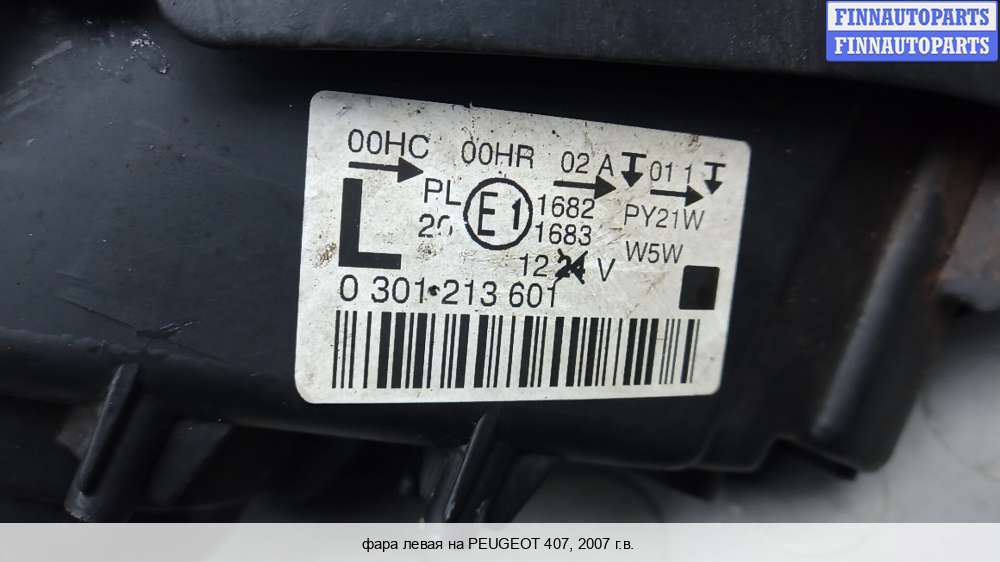 FINNAUTOPARTS
FINNAUTOPARTS
00HC 00HR 02 A 01 1
L PL E1 1682 PY21W
1683 W5W
12 24 V
0 301 213 601
фара левая на PEUGEOT 407, 2007 г.в.